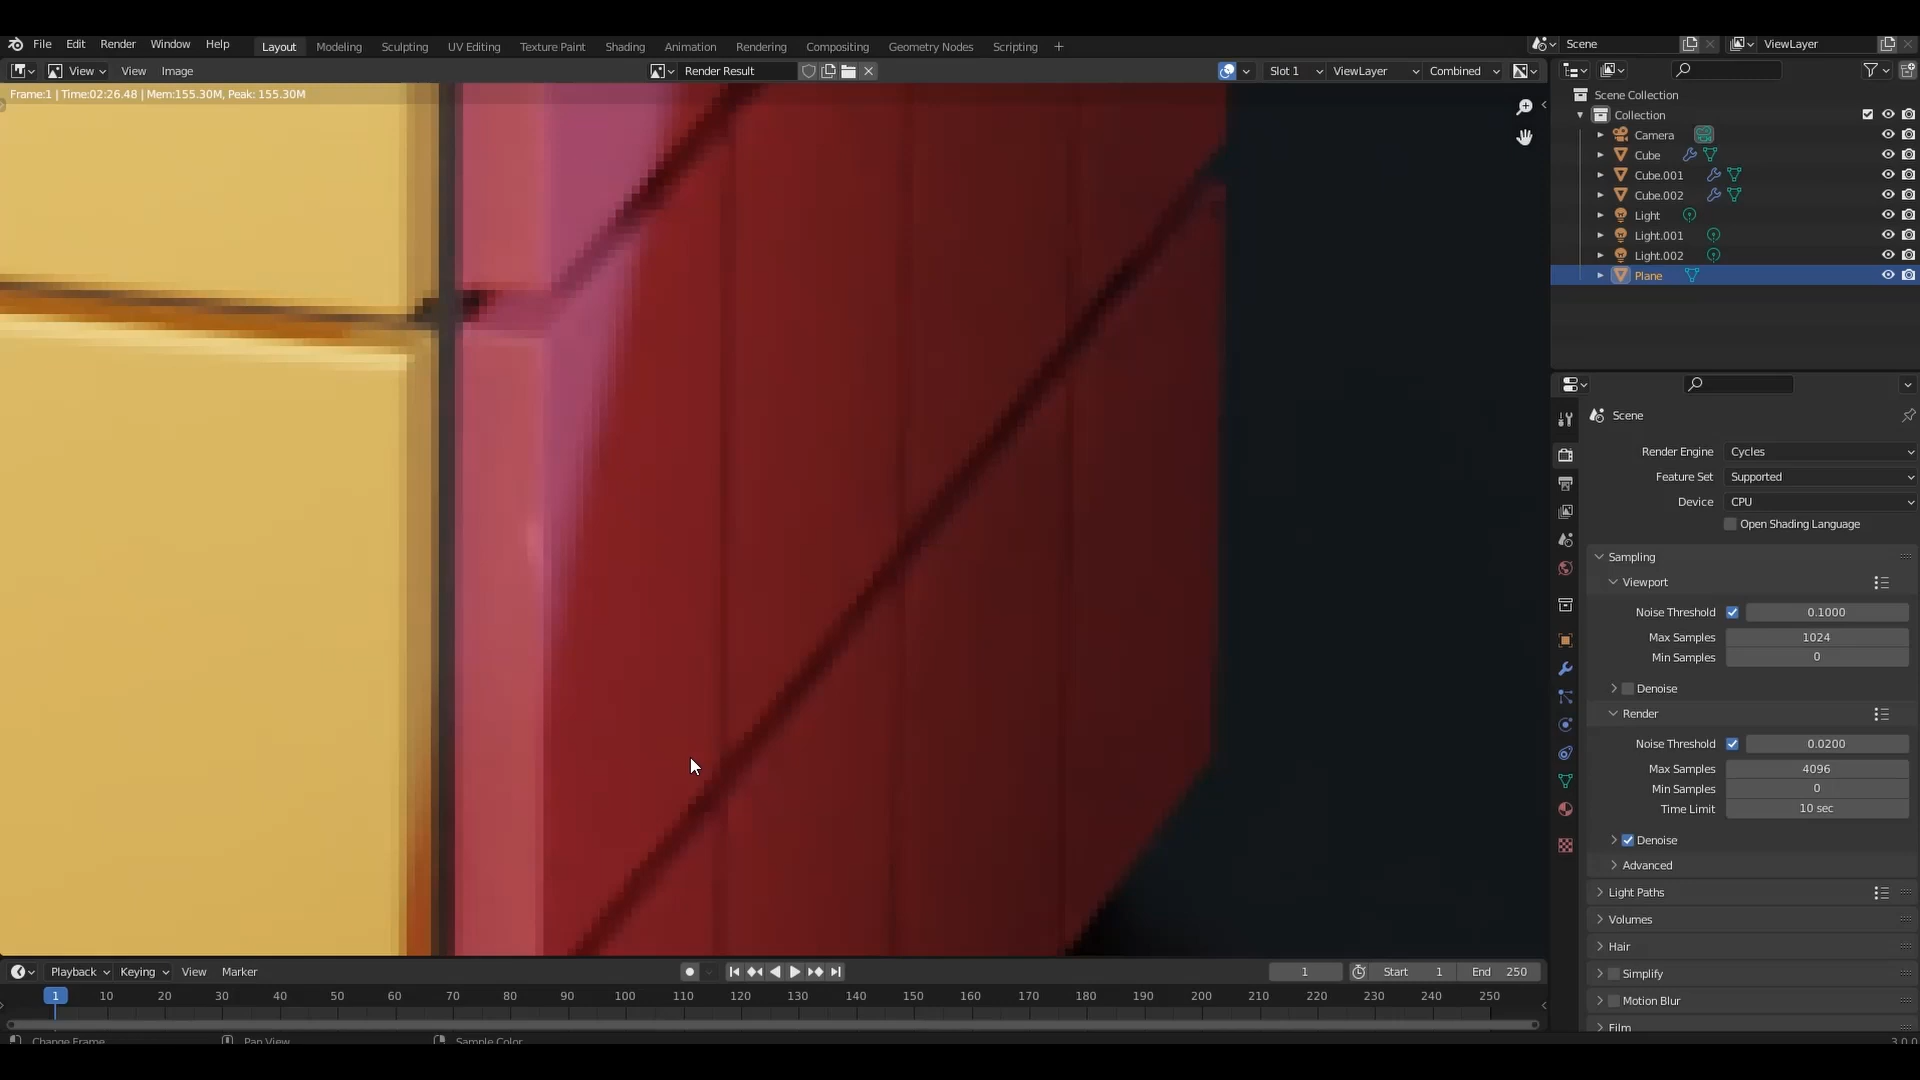 File Edit Render Window Help Layout Modeling Sculpting UV Editing Texture Paint Shading Animation Rendering Compositing Geometry Nodes Scripting + Scene ViewLayer
View View Image Render Result Slot 1 ViewLayer Combined
Frame:1 | Time:02:26.48 | Mem:155.30M, Peak: 155.30M
Scene Collection
Collection
Camera
Cube
Cube.001
Cube.002
Light
Light.001
Light.002
Plane
Scene
Render Engine Cycles
Feature Set Supported
Device CPU
Open Shading Language
Sampling
Viewport
Noise Threshold 0.1000
Max Samples 1024
Min Samples 0
Denoise
Render
Noise Threshold 0.0200
Max Samples 4096
Min Samples 0
Time Limit 10 sec
Denoise
Advanced
Light Paths
Volumes
Hair
Simplify
Motion Blur
Film
Playback Keying View Marker 1 Start 1 End 250
1 10 20 30 40 50 60 70 80 90 100 110 120 130 140 150 160 170 180 190 200 210 220 230 240 250
Change Frame Pan View Sample Color 3.0.0